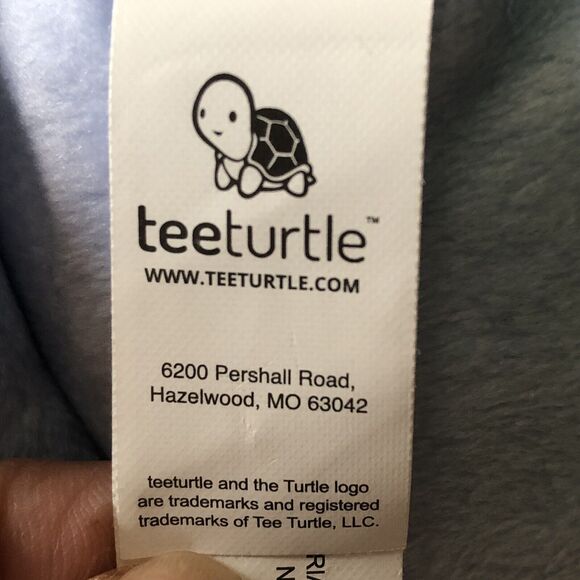 teeturtle™
WWW.TEETURTLE.COM
6200 Pershall Road,
Hazelwood, MO 63042
teeturtle and the Turtle logo
are trademarks and registered
trademarks of Tee Turtle, LLC.